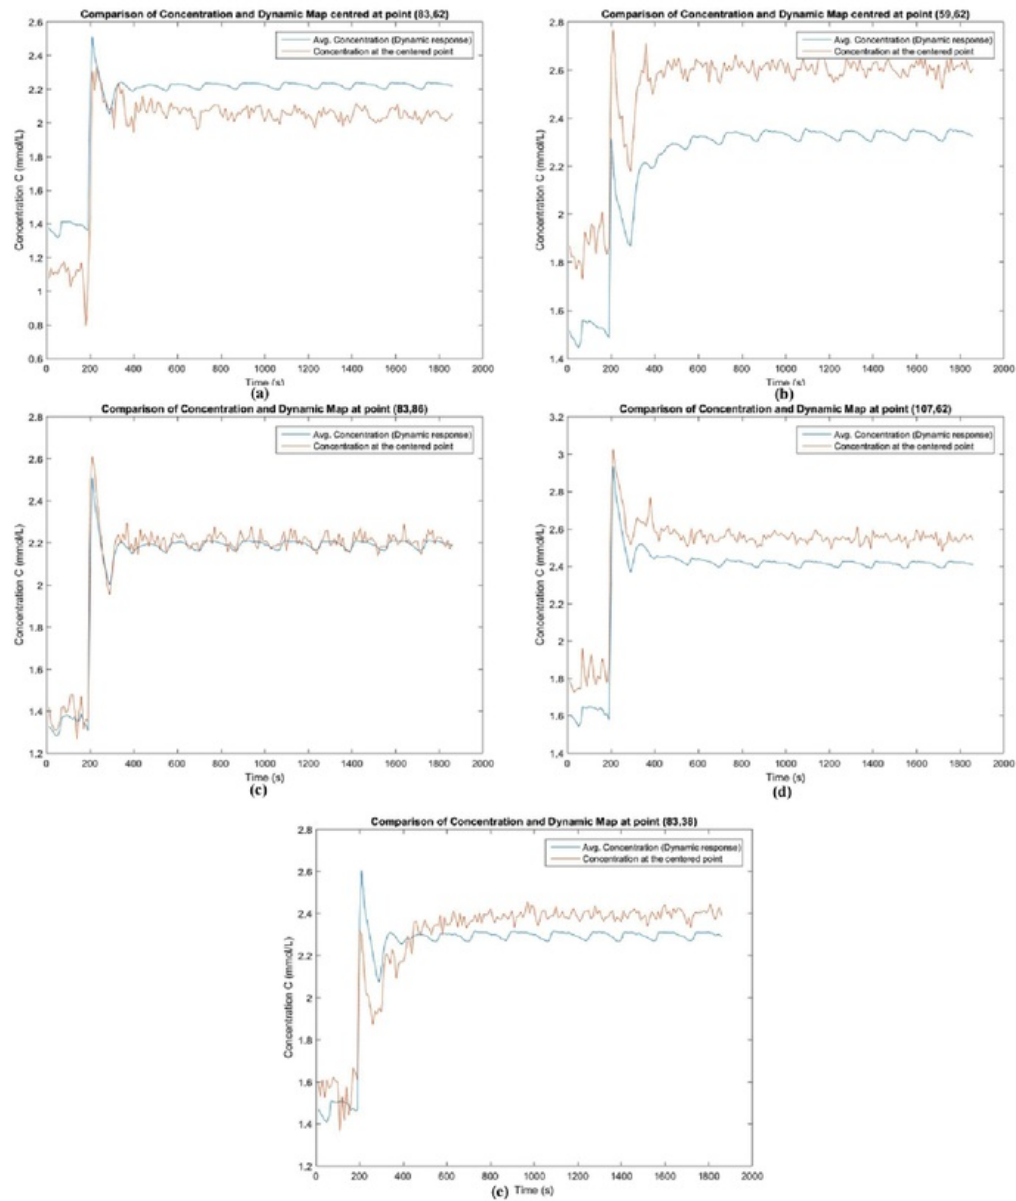 Comparison of Concentration and Dynamic Map centred at point (83,62)
Avg. Concentration (Dynamic response)
Concentration at the centered point
Concentration C (mmol/L)
2.6
2.4
2.2
2
1.8
1.6
1.4
1.2
1
0.8
0.6
0 200 400 600 800 1000 1200 1400 1600 1800 2000
Time (s)
(a)
Comparison of Concentration and Dynamic Map centred at point (59,62)
Avg. Concentration (Dynamic response)
Concentration at the centered point
Concentration C (mmol/L)
2.8
2.6
2.4
2.2
2
1.8
1.6
1.4
0 200 400 600 800 1000 1200 1400 1600 1800 2000
Time (s)
(b)
Comparison of Concentration and Dynamic Map at point (83,86)
Avg. Concentration (Dynamic response)
Concentration at the centered point
Concentration C (mmol/L)
2.8
2.6
2.4
2.2
2
1.8
1.6
1.4
1.2
0 200 400 600 800 1000 1200 1400 1600 1800 2000
Time (s)
(c)
Comparison of Concentration and Dynamic Map at point (107,62)
Avg. Concentration (Dynamic response)
Concentration at the centered point
Concentration C (mmol/L)
3.2
3
2.8
2.6
2.4
2.2
2
1.8
1.6
1.4
0 200 400 600 800 1000 1200 1400 1600 1800 2000
Time (s)
(d)
Comparison of Concentration and Dynamic Map at point (83,38)
Avg. Concentration (Dynamic response)
Concentration at the centered point
Concentration C (mmol/L)
2.8
2.6
2.4
2.2
2
1.8
1.6
1.4
1.2
0 200 400 600 800 1000 1200 1400 1600 1800 2000
(e) Time (s)